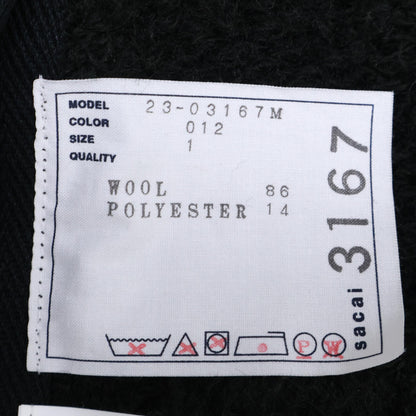 MODEL 23-03167M
COLOR 012
SIZE 1
QUALITY
WOOL 86
POLYESTER 14
P W
sacai 3167